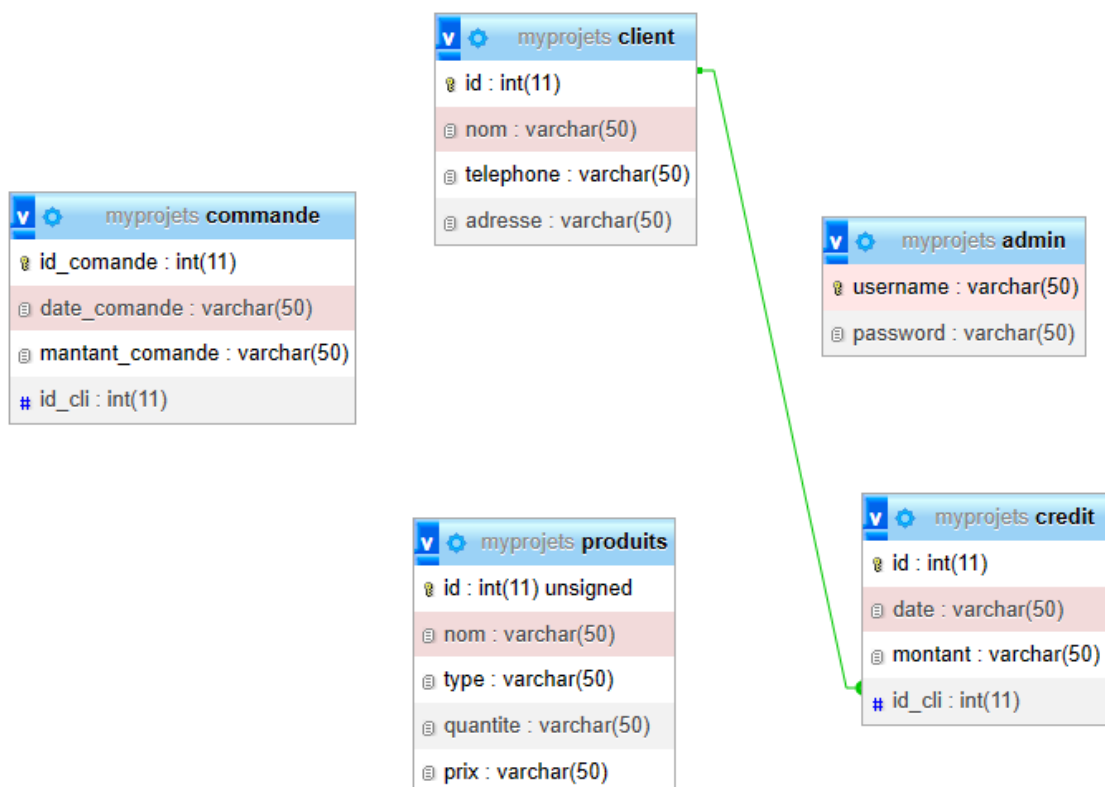 v myprojets client
id : int(11)
nom : varchar(50)
telephone : varchar(50)
adresse : varchar(50)
v myprojets commande
id_comande : int(11)
date_comande : varchar(50)
mantant_comande : varchar(50)
# id_cli : int(11)
v myprojets admin
username : varchar(50)
password : varchar(50)
v myprojets produits
id : int(11) unsigned
nom : varchar(50)
type : varchar(50)
quantite : varchar(50)
prix : varchar(50)
v myprojets credit
id : int(11)
date : varchar(50)
montant : varchar(50)
# id_cli : int(11)